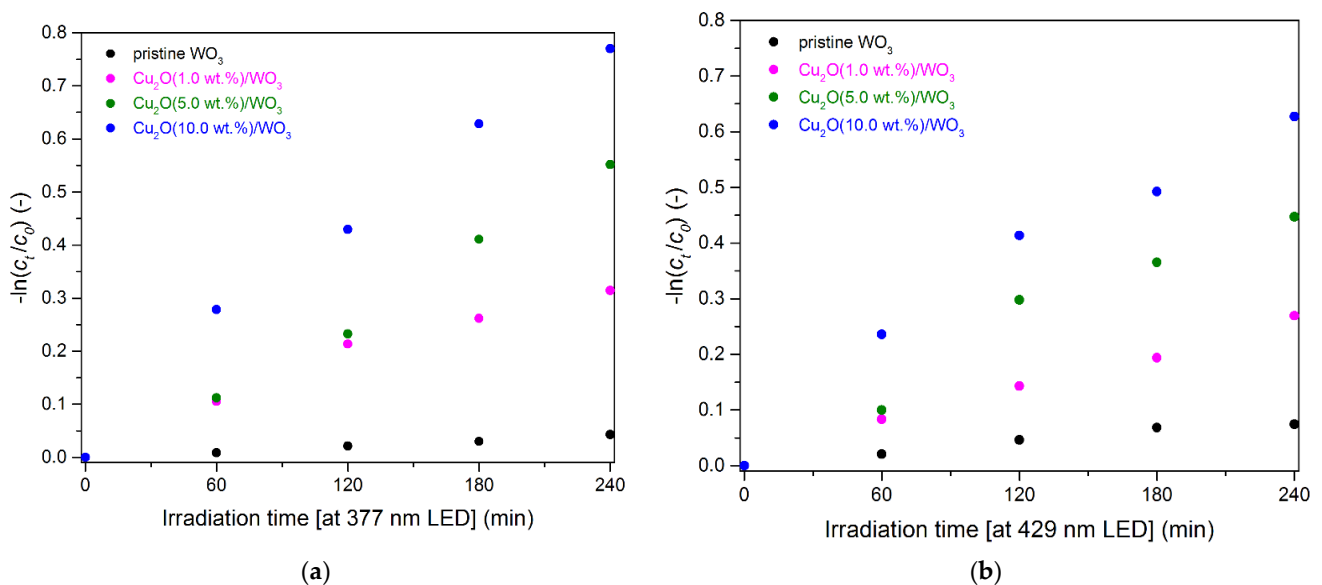 pristine WO₃
Cu₂O(1.0 wt.%)/WO₃
Cu₂O(5.0 wt.%)/WO₃
Cu₂O(10.0 wt.%)/WO₃
-0.8
0.7
0.6
0.5
0.4
0.3
0.2
0.1
0.0
-ln(cₜ/c₀) (-)
0 60 120 180 240
Irradiation time [at 377 nm LED] (min)
(a)
pristine WO₃
Cu₂O(1.0 wt.%)/WO₃
Cu₂O(5.0 wt.%)/WO₃
Cu₂O(10.0 wt.%)/WO₃
0.8
0.7
0.6
0.5
0.4
0.3
0.2
0.1
0.0
-ln(cₜ/c₀) (-)
0 60 120 180 240
Irradiation time [at 429 nm LED] (min)
(b)